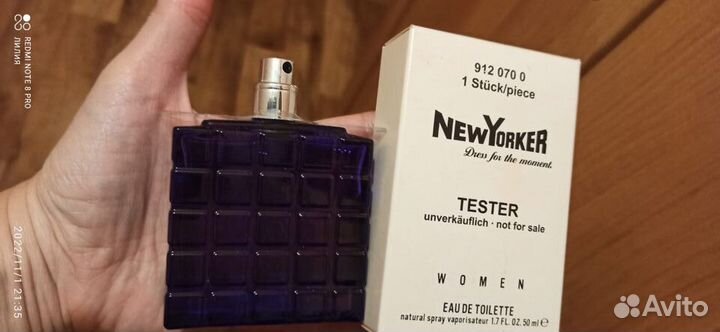 REDMI NOTE 8 PRO
ЛИЛИЯ
2022/11/1 21:35
912 070 0
1 Stück/piece
NEWYORKER
Dress for the moment.
TESTER
unverkäuflich · not for sale
WOMEN
EAU DE TOILETTE
natural spray vaporisateur 1.7 FL. OZ. 50 ml e
Avito